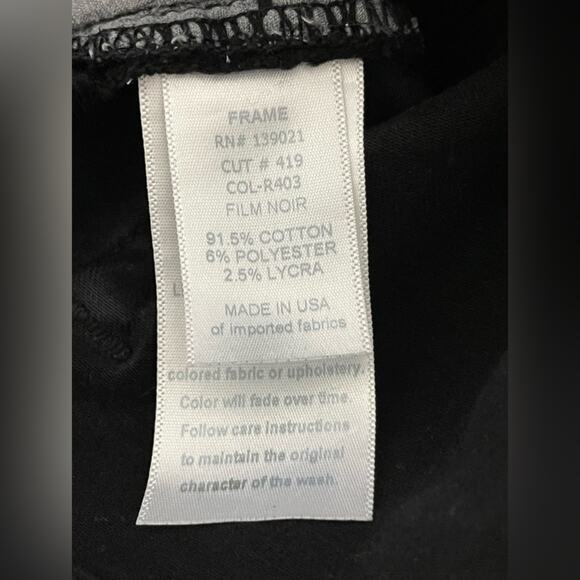 FRAME
RN# 139021
CUT # 419
COL-R403
FILM NOIR
91.5% COTTON
6% POLYESTER
2.5% LYCRA
MADE IN USA
of imported fabrics
colored fabric or upholstery.
Color will fade over time.
Follow care instructions
to maintain the original
character of the wash.